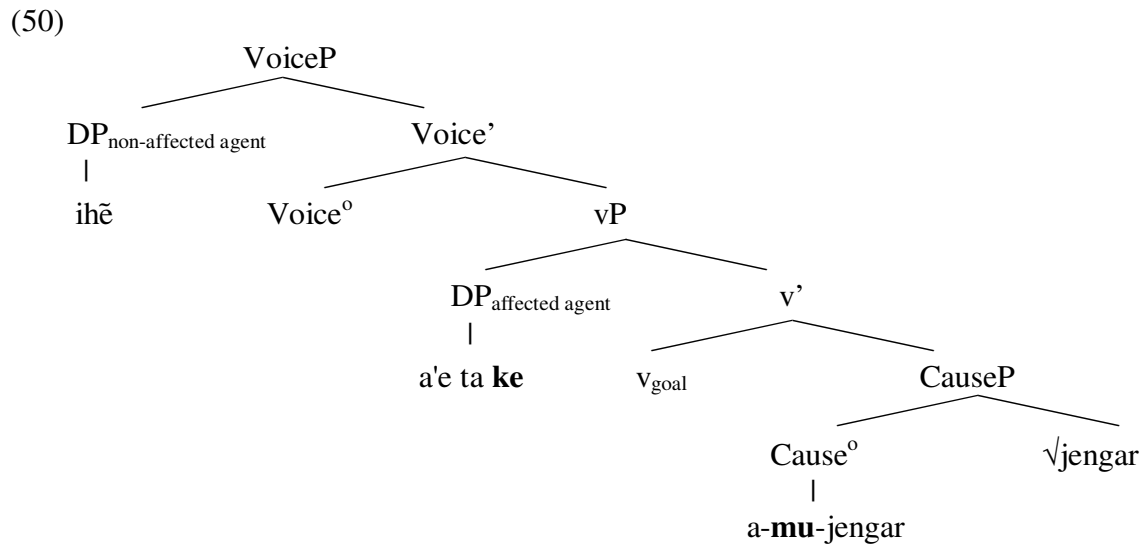 (50)
VoiceP
DPnon-affected agent Voice’
ihẽ Voiceº vP
DPaffected agent v’
a'e ta ke vgoal CauseP
Causeº √jengar
a-mu-jengar